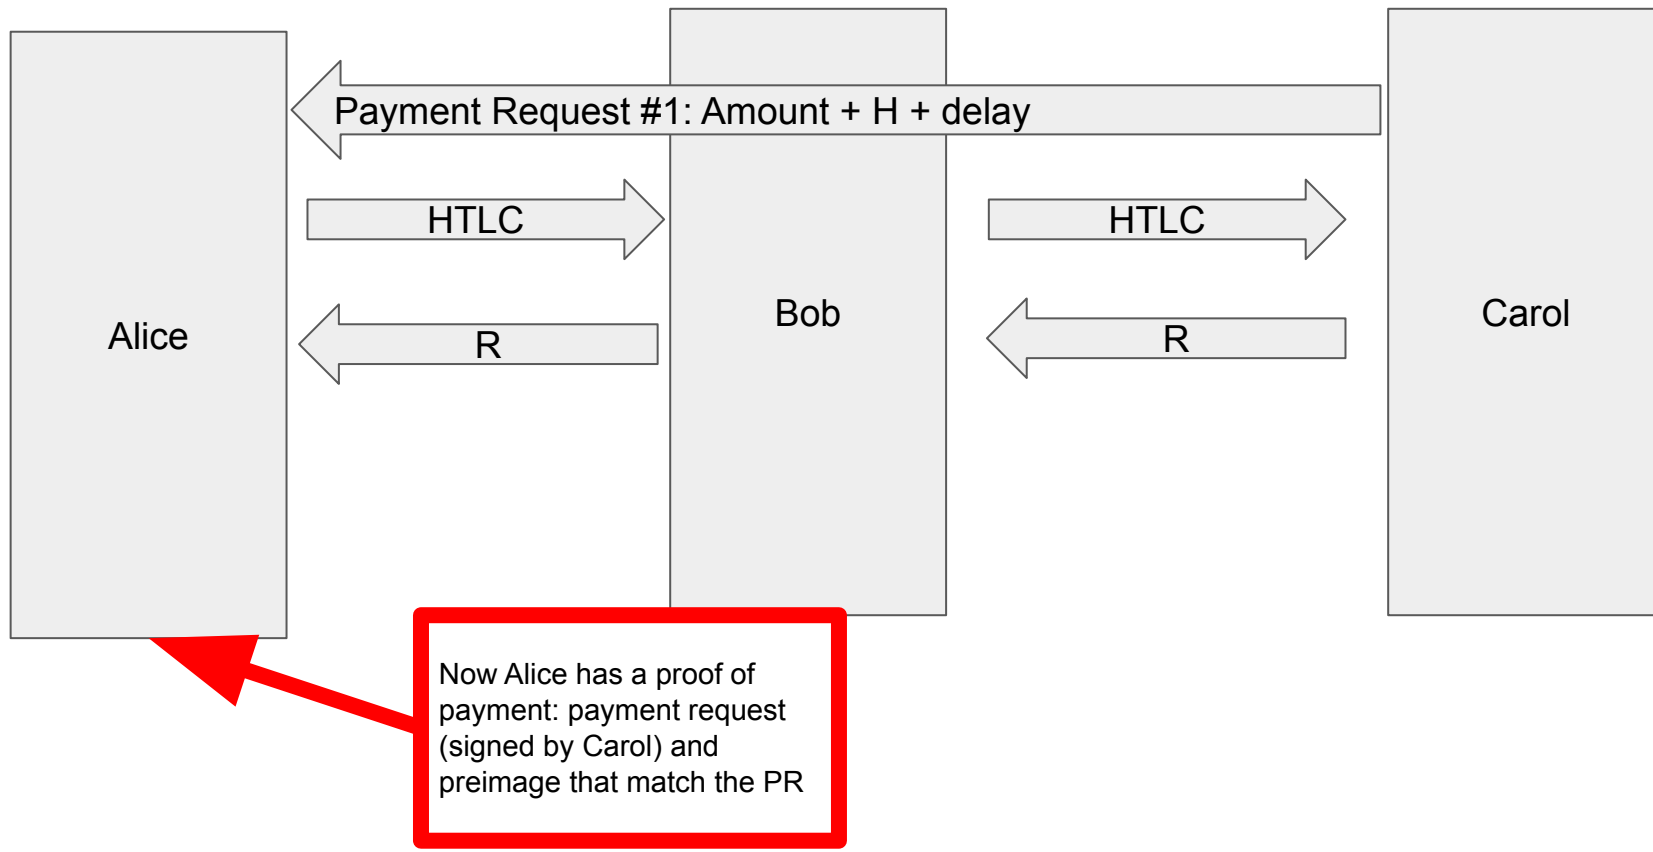 Payment Request #1: Amount + H + delay
HTLC
HTLC
Alice
R
Bob
R
Carol
Now Alice has a proof of
payment: payment request
(signed by Carol) and
preimage that match the PR